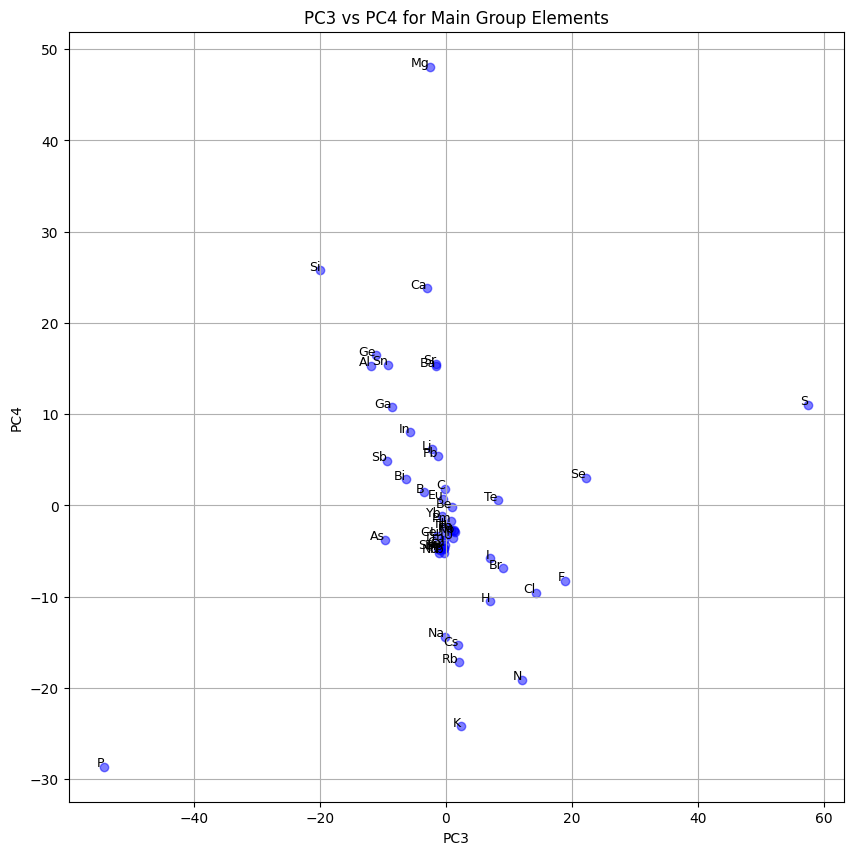 PC3 vs PC4 for Main Group Elements
50
Mg
40
30
Si
Ca
20
Ge
Sr
Al
Sn
Ba
Ga
S
10
In
Li
Pb
Sb
Se
Bi
C
B
Te
Eu
0
Be
Yb
As
I
Br
F
Cl
−10
H
Na
Cs
Rb
N
−20
K
P
−30
PC4
−40
−20
0
20
40
60
PC3